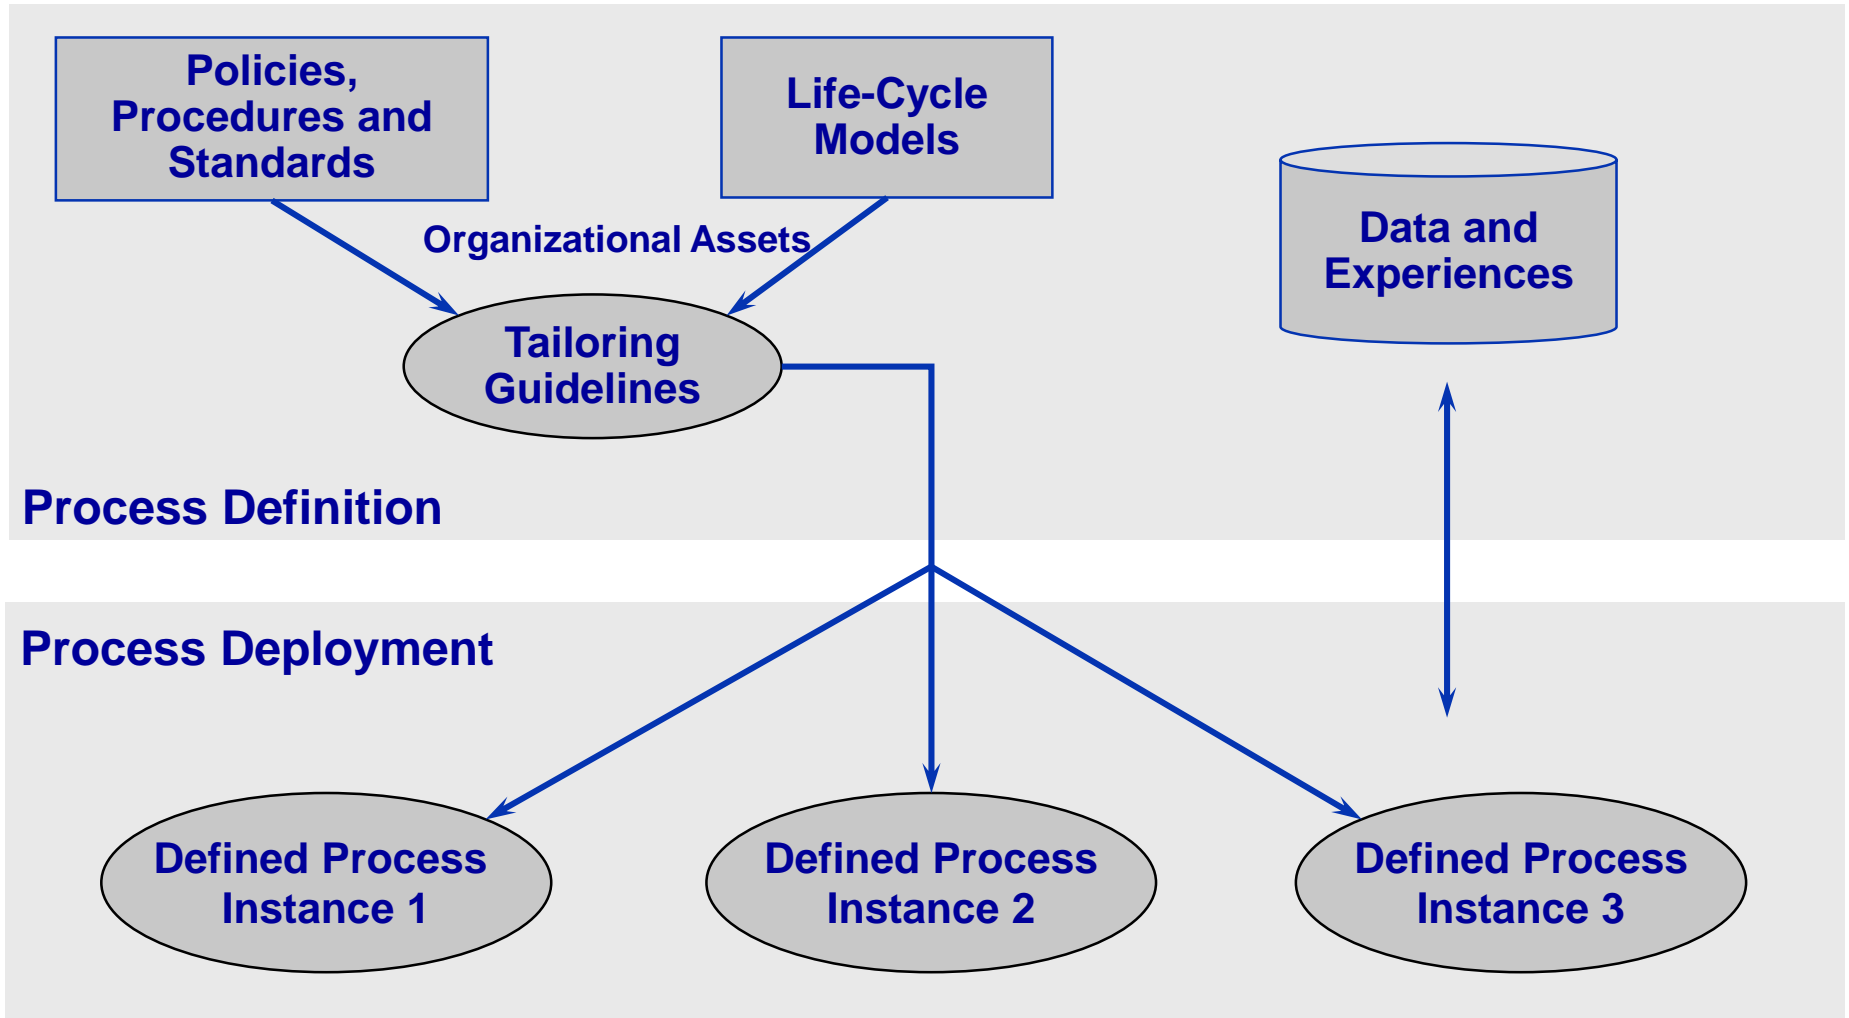 Policies,
Procedures and
Standards
Life-Cycle
Models
Organizational Assets
Data and
Experiences
Tailoring
Guidelines
Process Definition
Process Deployment
Defined Process
Instance 1
Defined Process
Instance 2
Defined Process
Instance 3